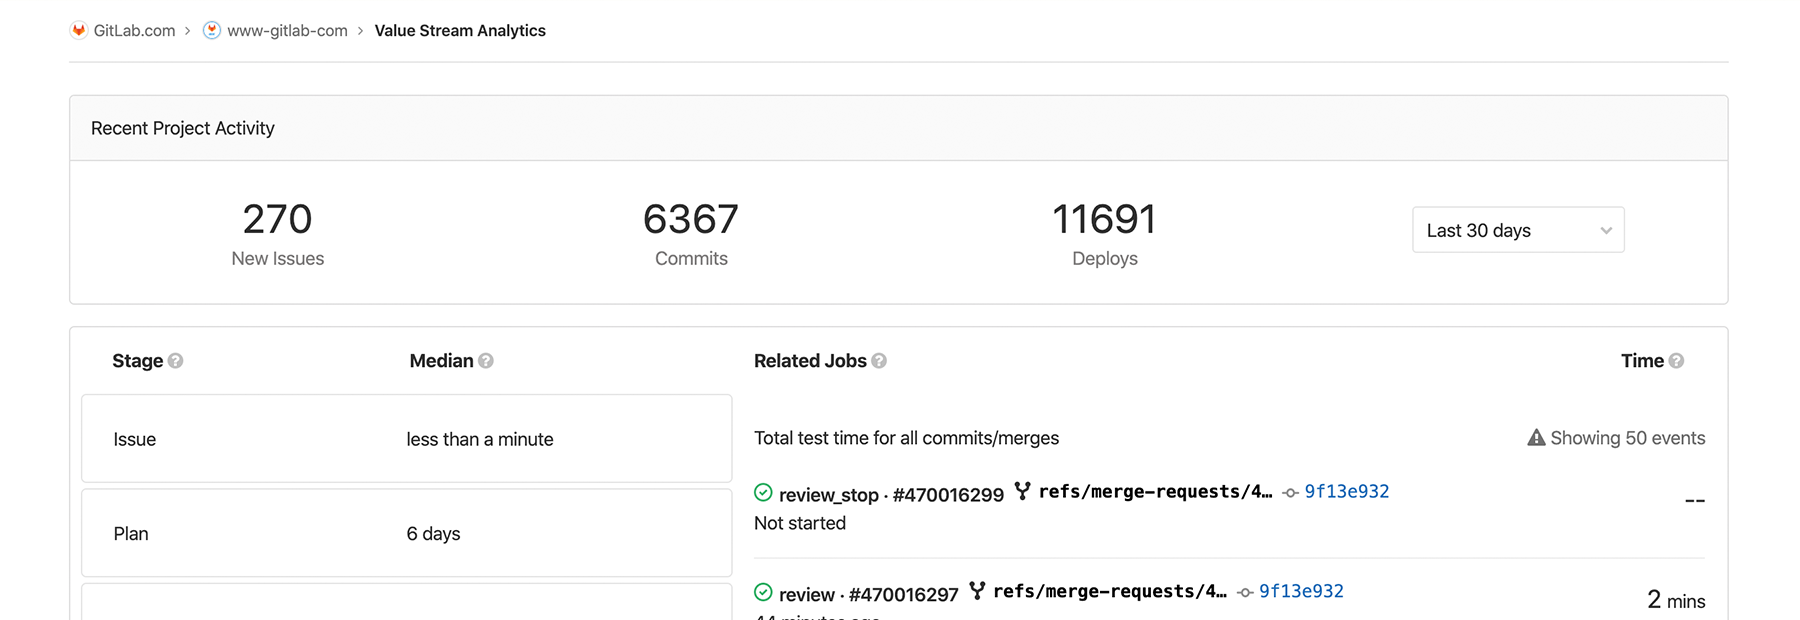 GitLab.com > www-gitlab-com > Value Stream Analytics
Recent Project Activity
270
New Issues
6367
Commits
11691
Deploys
Last 30 days
Stage
Median
Issue
less than a minute
Plan
6 days
Related Jobs
Time
Total test time for all commits/merges
Showing 50 events
review_stop · #470016299 refs/merge-requests/4… 9f13e932
--
Not started
review · #470016297 refs/merge-requests/4… 9f13e932
2 mins
44 minutes ago